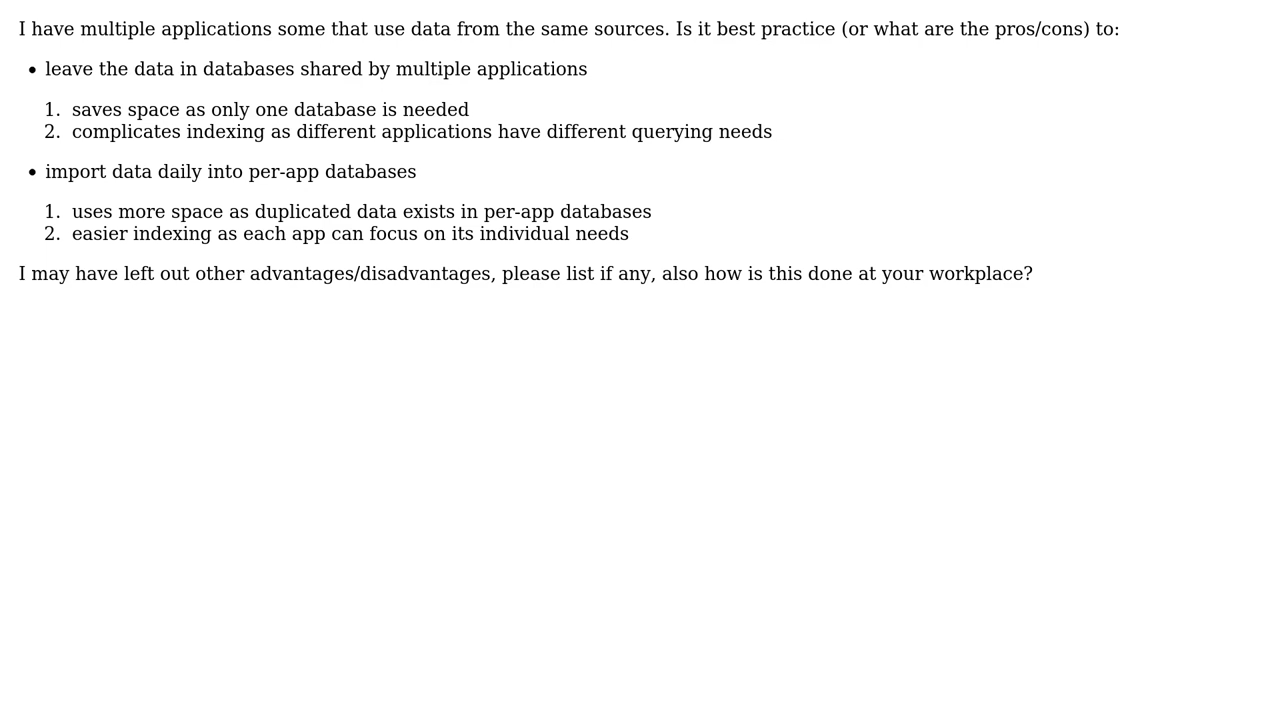 I have multiple applications some that use data from the same sources. Is it best practice (or what are the pros/cons) to:
• leave the data in databases shared by multiple applications
1. saves space as only one database is needed
2. complicates indexing as different applications have different querying needs
• import data daily into per-app databases
1. uses more space as duplicated data exists in per-app databases
2. easier indexing as each app can focus on its individual needs
I may have left out other advantages/disadvantages, please list if any, also how is this done at your workplace?